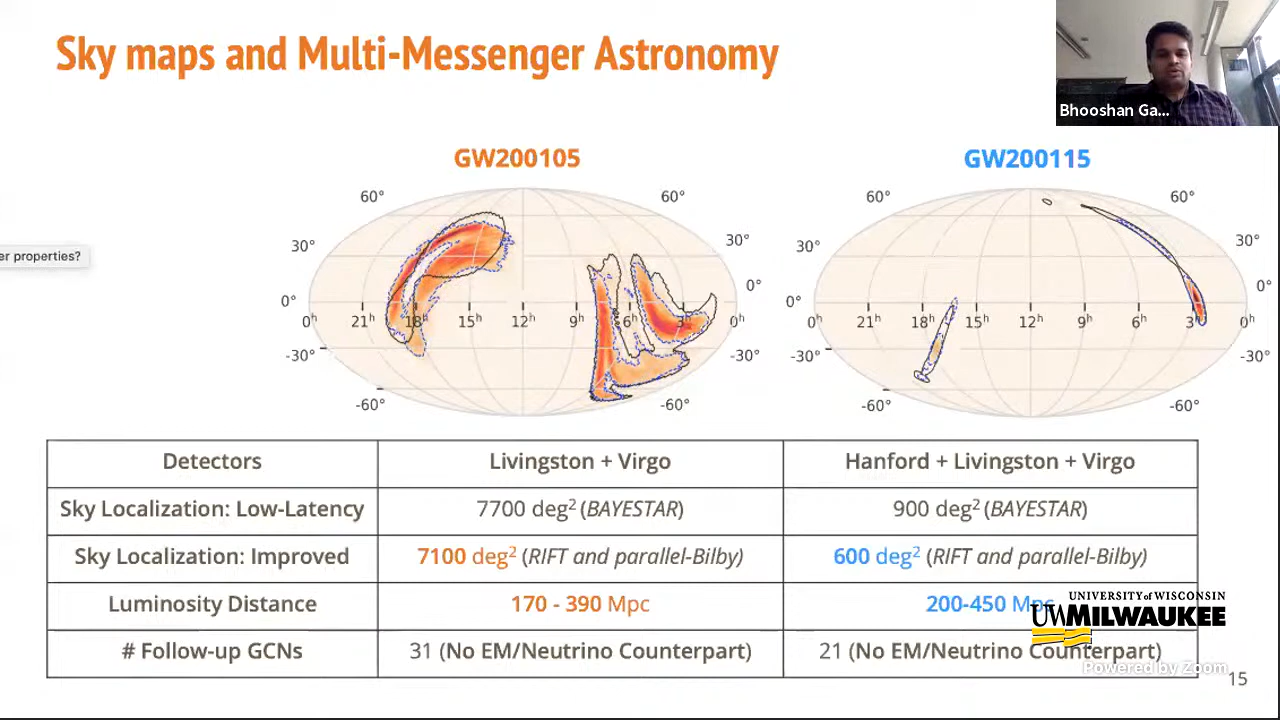 Sky maps and Multi-Messenger Astronomy
Bhooshan Ga...
GW200105
GW200115
60° 60° 60° 60°
30° 30° 30° 30°
er properties?
0° 0° 0° 0°
0h 21h 18h 15h 12h 9h 6h 3h 0h
0h 21h 18h 15h 12h 9h 6h 3h 0h
-30° -30° -30° -30°
-60° -60° -60° -60°
Detectors Livingston + Virgo Hanford + Livingston + Virgo
Sky Localization: Low-Latency 7700 deg² (BAYESTAR) 900 deg² (BAYESTAR)
Sky Localization: Improved 7100 deg² (RIFT and parallel-Bilby) 600 deg² (RIFT and parallel-Bilby)
Luminosity Distance 170 - 390 Mpc 200-450 Mpc
UNIVERSITY of WISCONSIN
UWMILWAUKEE
# Follow-up GCNs 31 (No EM/Neutrino Counterpart) 21 (No EM/Neutrino Counterpart)
Powered by Zoom
15